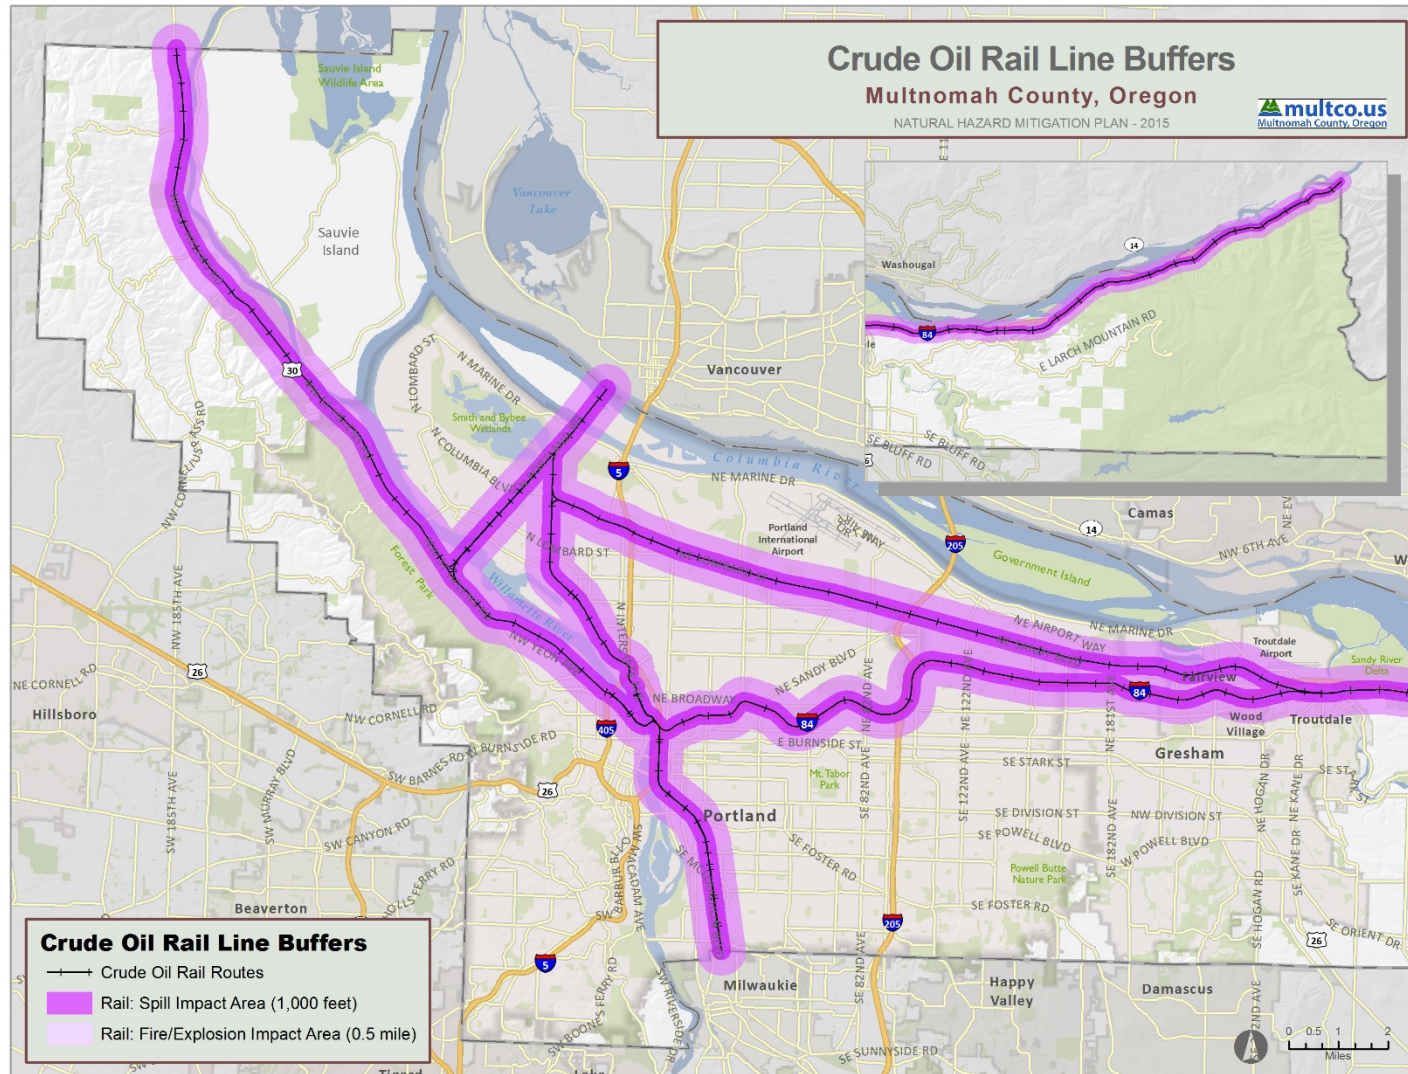 Crude Oil Rail Line Buffers
Multnomah County, Oregon
NATURAL HAZARD MITIGATION PLAN - 2015
multco.us
Multnomah County, Oregon
Sauvie Island
Wildlife Area
Vancouver
Lake
Sauvie
Island
14
Washougal
84
E LARCH MOUNTAIN RD
SE BLUFF RD
SE BLUFF RD
30
N LOMBARD ST
N MARINE DR
Vancouver
Smith and Bybee
Wetlands
N COLUMBIA BLVD
5
Columbia River
NE MARINE DR
Portland
International
Airport
14
Camas
NW 6TH AVE
205
Government Island
N LOMBARD ST
Forest Park
Willamette River
NW 185TH AVE
NE AIRPORT WAY
NE MARINE DR
Troutdale
Airport
Sandy River
Delta
NW YEON AVE
26
NE CORNELL RD
Hillsboro
NW CORNELL RD
NE BROADWAY
NE SANDY BLVD
NE 122ND AVE
NE 181ST AVE
84
84
Fairview
Wood
Village
Troutdale
405
E BURNSIDE ST
Gresham
SW BARNES RD
W BURNSIDE RD
SE STARK ST
26
Mt. Tabor
Park
SE 82ND AVE
SE 122ND AVE
SW 185TH AVE
SW MURRAY BLVD
SW CANYON RD
Portland
SE DIVISION ST
NW DIVISION ST
SE POWELL BLVD
W POWELL BLVD
SE 182ND AVE
NE HOGAN DR
NE KANE DR
SE KANE DR
SE FOSTER RD
Powell Butte
Nature Park
SE FOSTER RD
SW MACADAM AVE
Beaverton
205
SE HOGAN RD
SE ORIENT DR
26
5
SW BOONES FERRY RD
SW RIVERSIDE DR
Milwaukie
SE 82ND AVE
Happy
Valley
Damascus
SE SUNNYSIDE RD
Crude Oil Rail Line Buffers
Crude Oil Rail Routes
Rail: Spill Impact Area (1,000 feet)
Rail: Fire/Explosion Impact Area (0.5 mile)
0 0.5 1 2
Miles